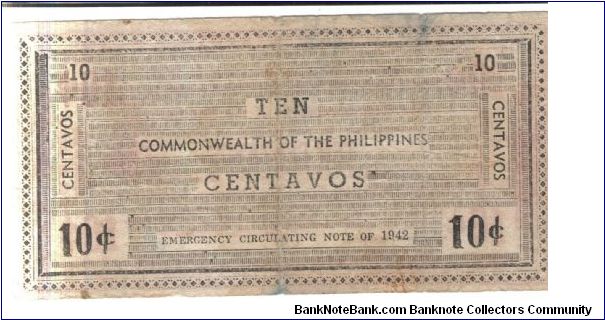 10 10
TEN
COMMONWEALTH OF THE PHILIPPINES
CENTAVOS
CENTAVOS
CENTAVOS
10¢ EMERGENCY CIRCULATING NOTE OF 1942 10¢
BankNoteBank.com Banknote Collectors Community